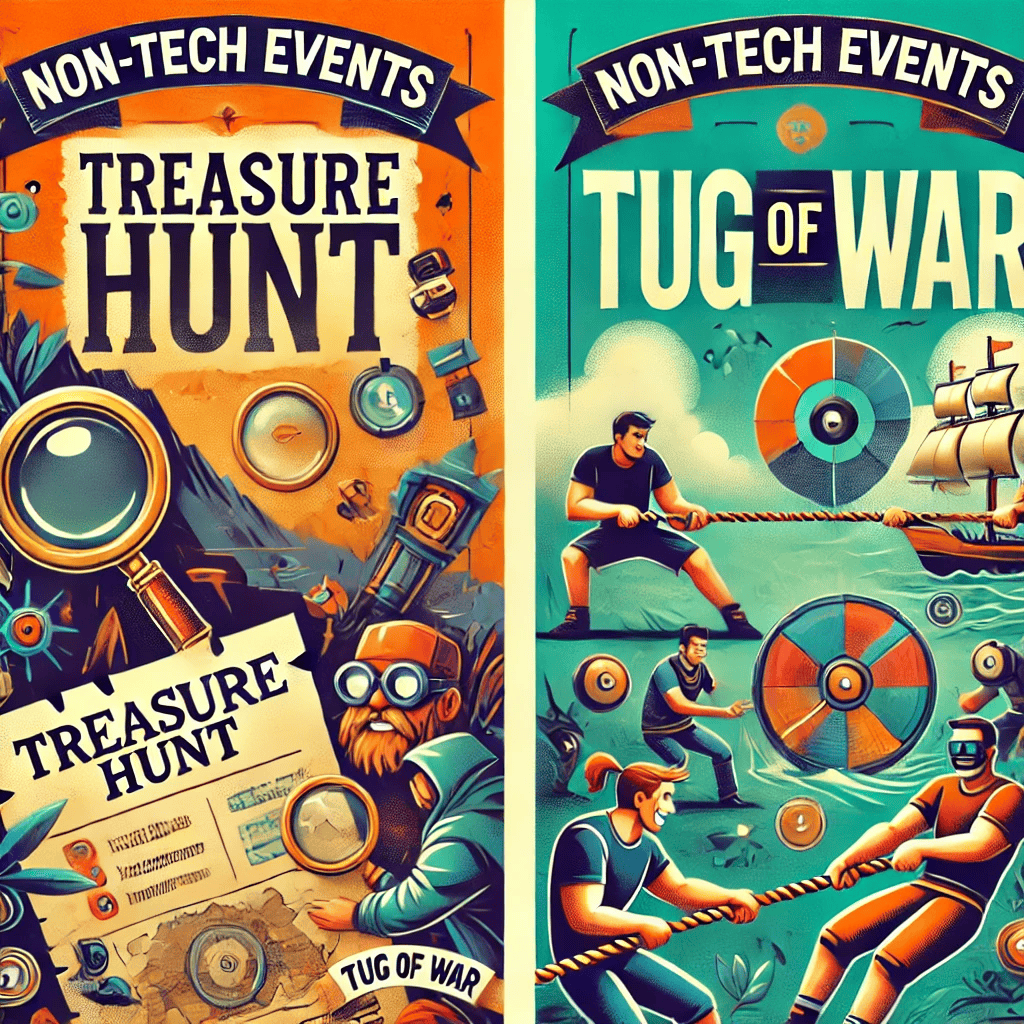 NON-TECH EVENTS
TREASURE
HUNT
TREASURE
HUNT
TUG OF WAR
NON-TECH EVENTS
TUG OF WAR